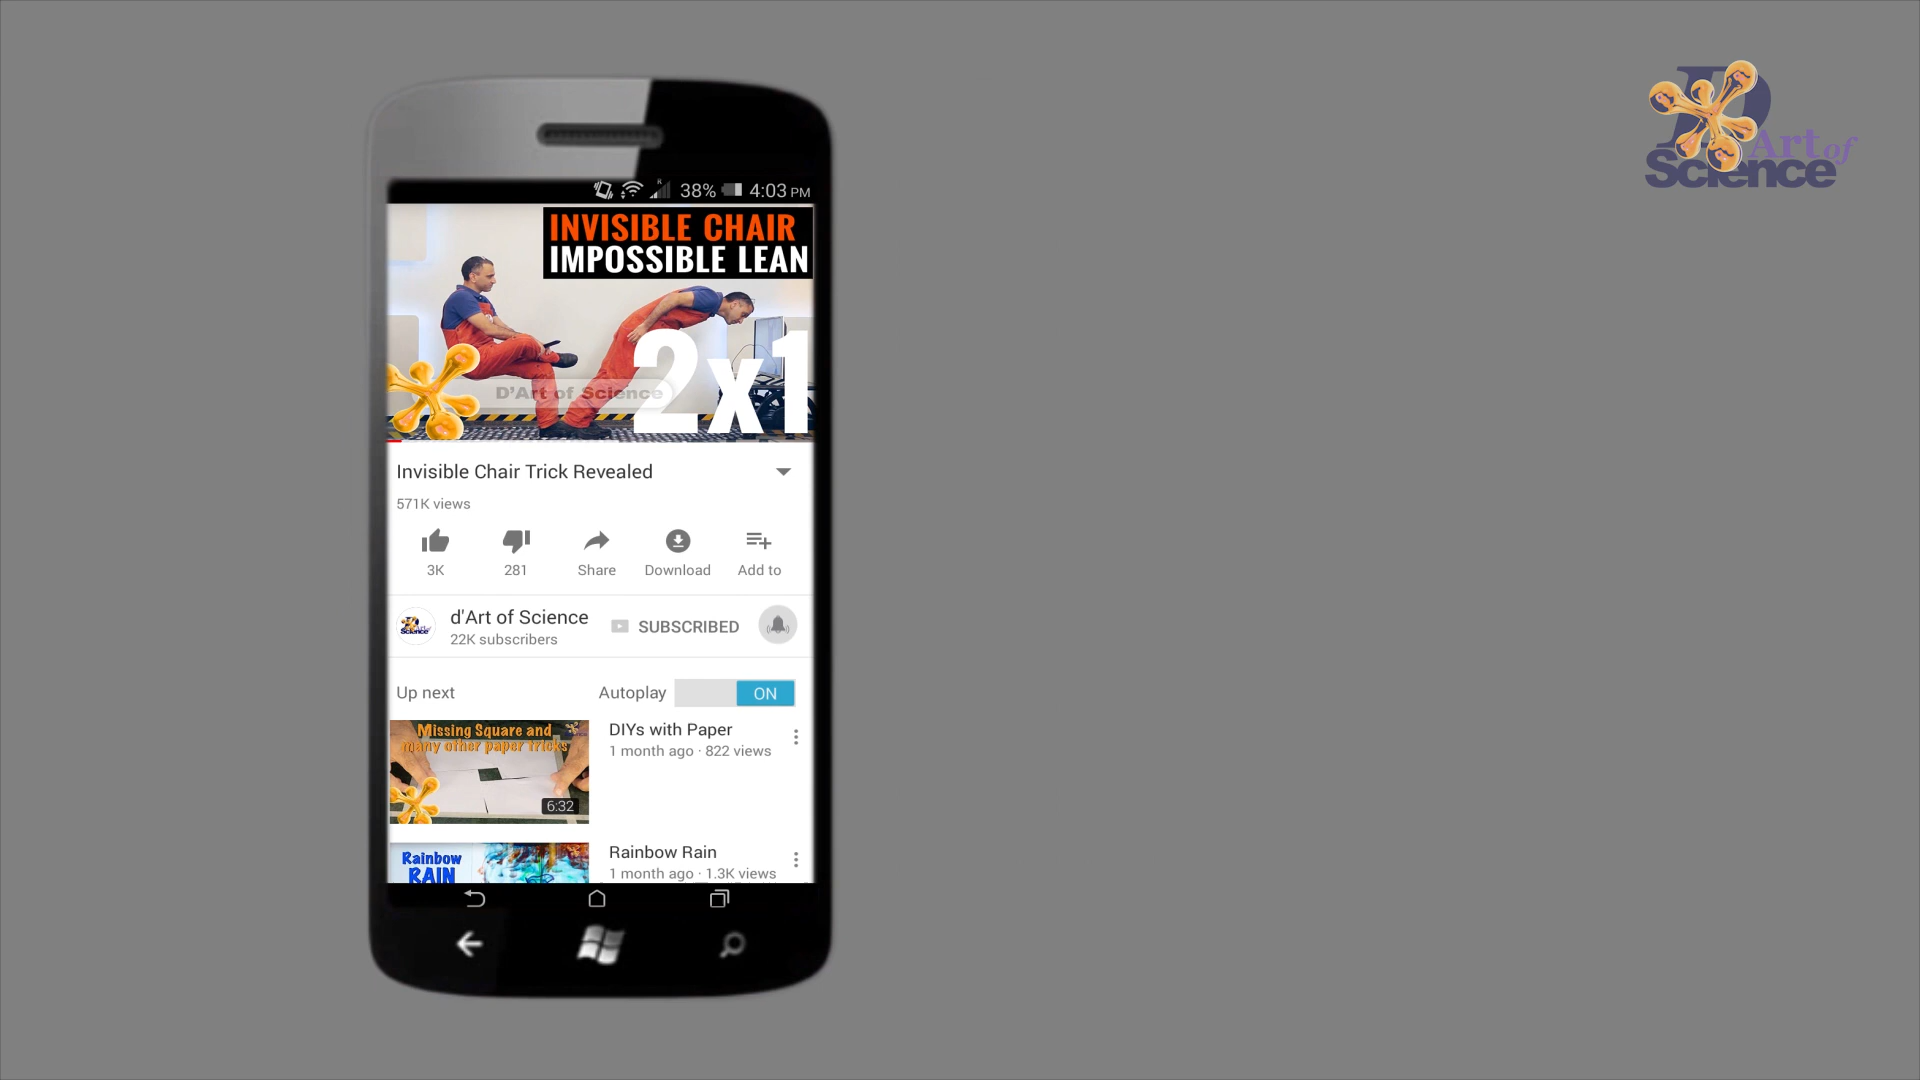 D
Art of
Science
38% 4:03 PM
INVISIBLE CHAIR
IMPOSSIBLE LEAN
2x1
D'Art of Science
Invisible Chair Trick Revealed
571K views
3K 281 Share Download Add to
d'Art of Science
22K subscribers
SUBSCRIBED
Up next Autoplay ON
Missing Square and
many other paper tricks
6:32
DIYs with Paper
1 month ago · 822 views
Rainbow
RAIN
Rainbow Rain
1 month ago · 1.3K views